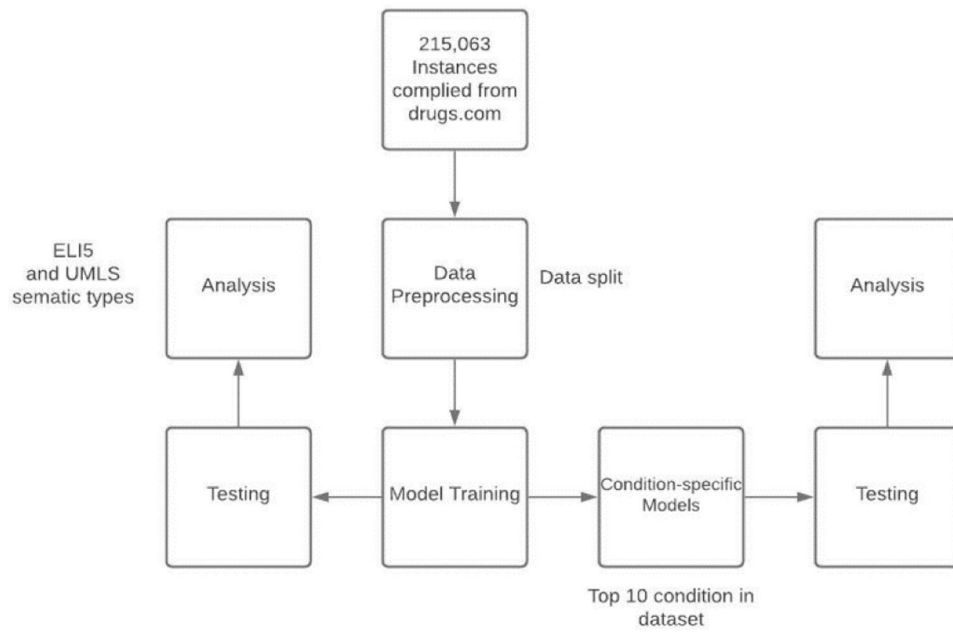 215,063
Instances
complied from
drugs.com
ELI5
and UMLS
sematic types
Analysis
Data
Preprocessing
Data split
Analysis
Testing
Model Training
Condition-specific
Models
Testing
Top 10 condition in
dataset